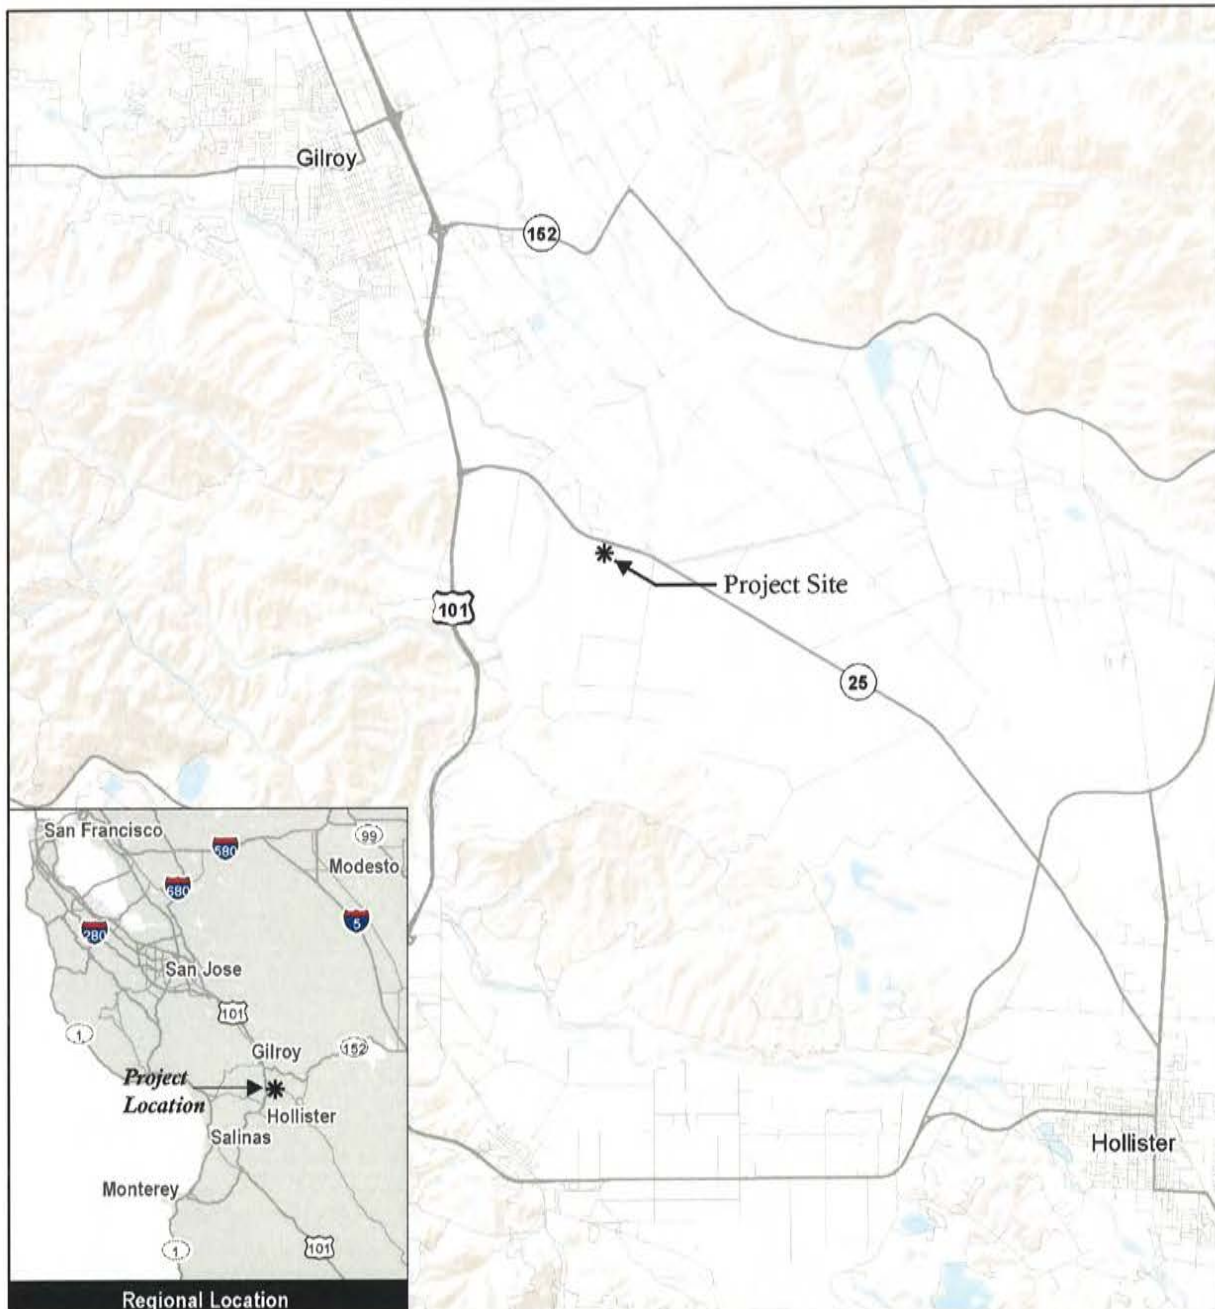 Gilroy
152
Project Site
101
25
Hollister
San Francisco
99
580
Modesto
680
5
280
San Jose
101
1
Gilroy
152
Project
Location
Hollister
Salinas
Monterey
1
101
Regional Location